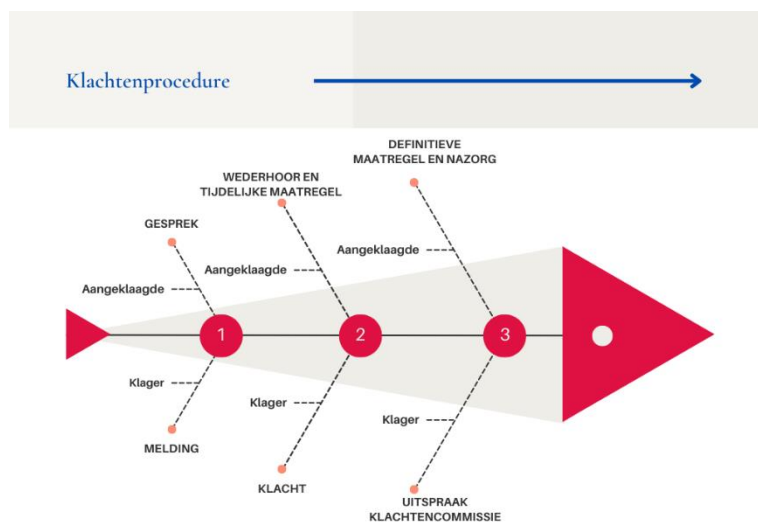 Klachtenprocedure
DEFINITIEVE
MAATREGEL EN NAZORG
WEDERHOOR EN
TIJDELIJKE MAATREGEL
GESPREK
Aangeklaagde
Aangeklaagde
Aangeklaagde
1
2
3
Klager
Klager
Klager
MELDING
KLACHT
UITSPRAAK
KLACHTENCOMMISSIE